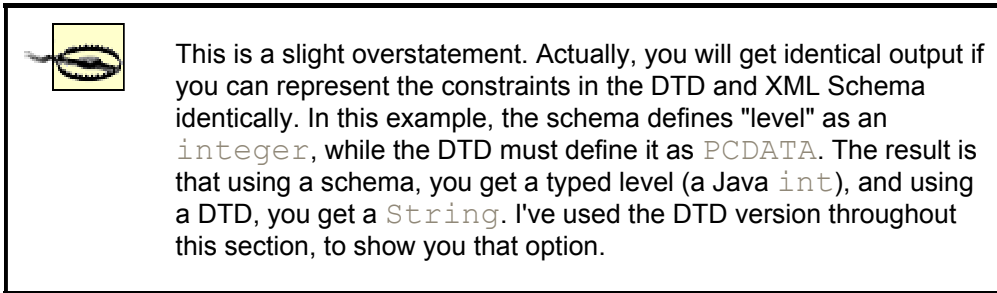 This is a slight overstatement. Actually, you will get identical output if
you can represent the constraints in the DTD and XML Schema
identically. In this example, the schema defines "level" as an
integer, while the DTD must define it as PCDATA. The result is
that using a schema, you get a typed level (a Java int), and using
a DTD, you get a String. I've used the DTD version throughout
this section, to show you that option.